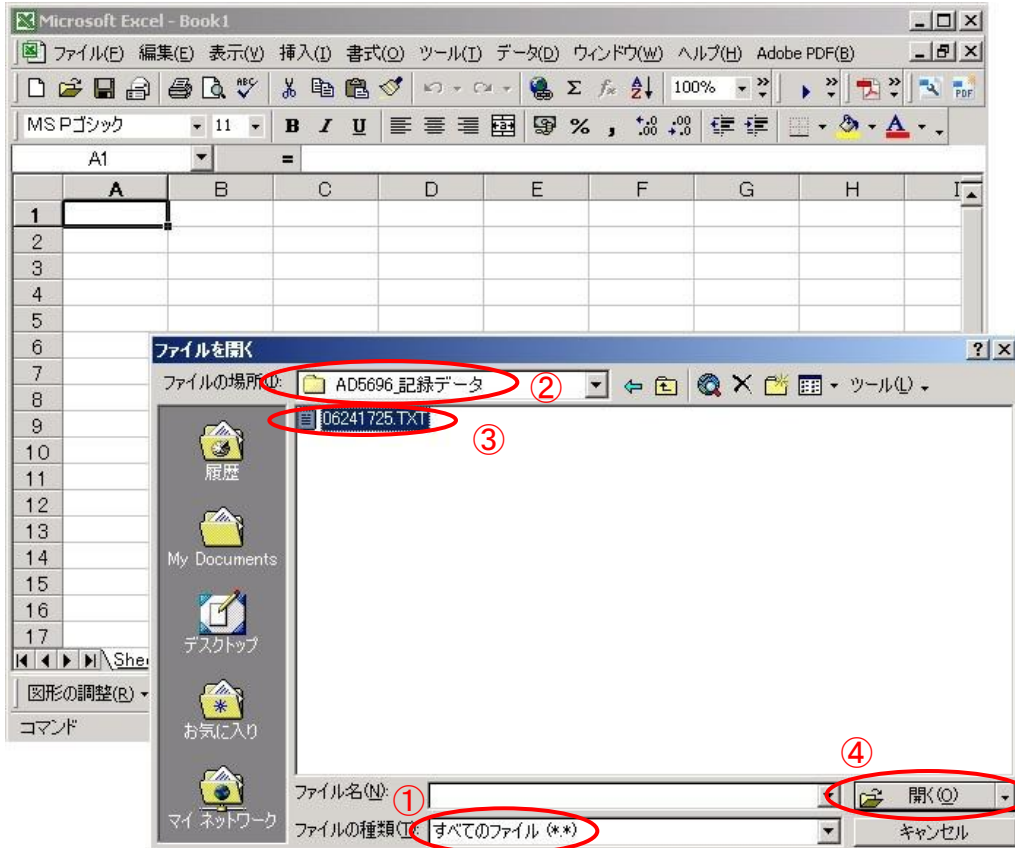 Microsoft Excel - Book1
ファイル(F) 編集(E) 表示(V) 挿入(I) 書式(O) ツール(T) データ(D) ウィンドウ(W) ヘルプ(H) Adobe PDF(B)
100%
MS Pゴシック 11 B I U % ,
A1 =
A B C D E F G H I
1
2
3
4
5
6
7
8
9
10
11
12
13
14
15
16
17
ファイルを開く
ファイルの場所(I): AD5696_記録データ ② ツール(L)
06241725.TXT
③
履歴
My Documents
デスクトップ
お気に入り
マイ ネットワーク
④
ファイル名(N): 開く(O)
①
ファイルの種類(T): すべてのファイル (*.*) キャンセル
Shee
図形の調整(R)
コマンド